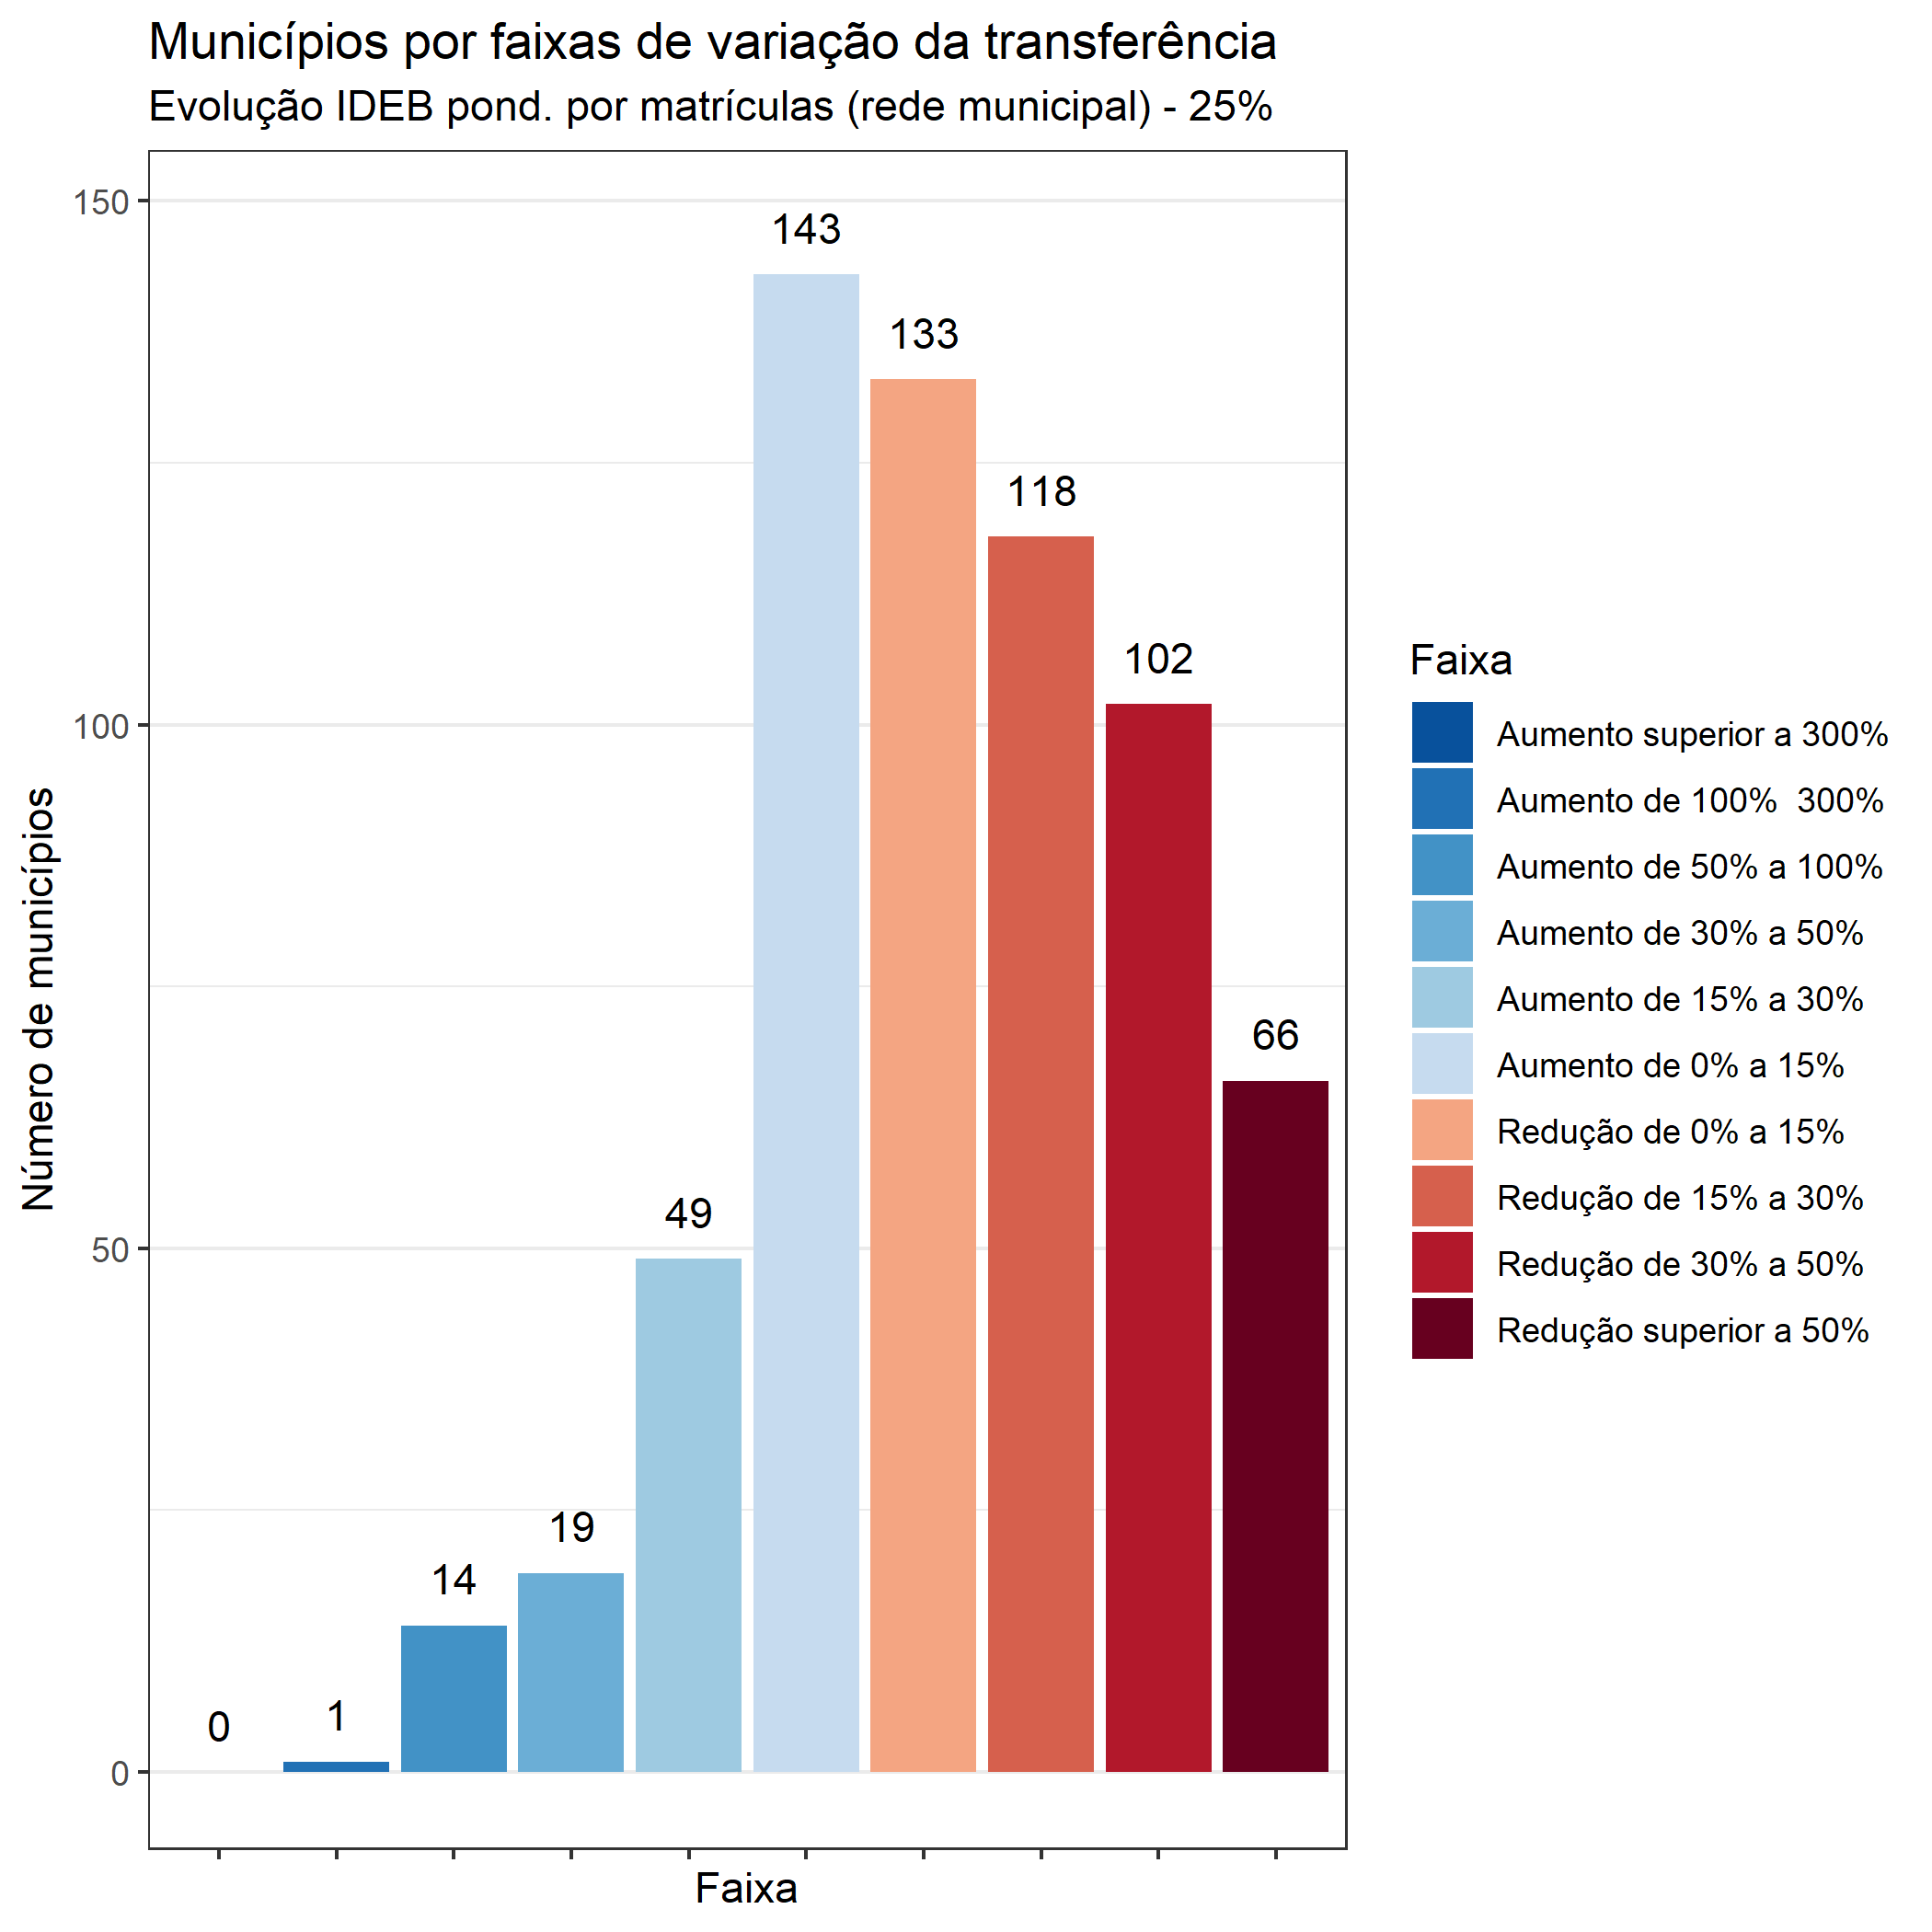 Municípios por faixas de variação da transferência
Evolução IDEB pond. por matrículas (rede municipal) - 25%
Número de municípios
150
100
50
0
0
1
14
19
49
143
133
118
102
66
Faixa
Faixa
Aumento superior a 300%
Aumento de 100%  300%
Aumento de 50% a 100%
Aumento de 30% a 50%
Aumento de 15% a 30%
Aumento de 0% a 15%
Redução de 0% a 15%
Redução de 15% a 30%
Redução de 30% a 50%
Redução superior a 50%